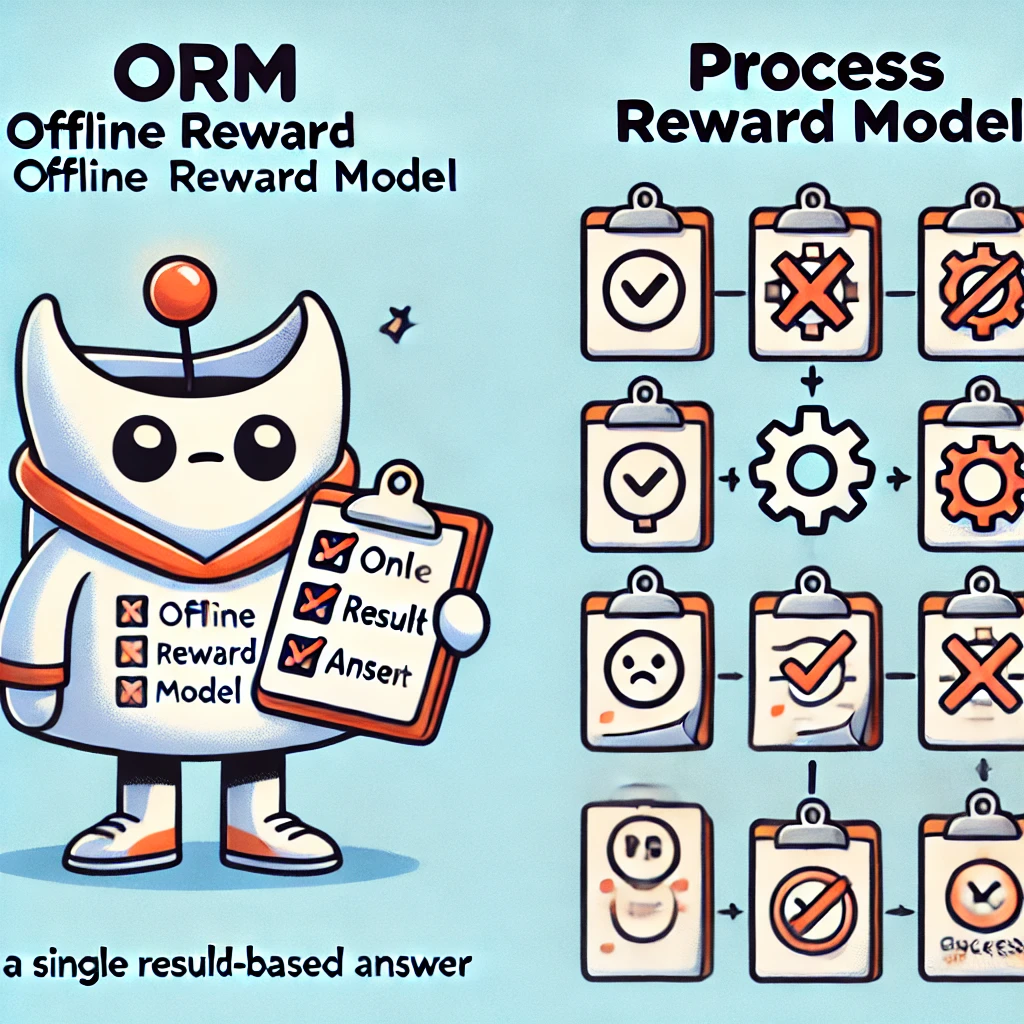 ORM
Offline Reward
Offline Reward Model
Offline
Reward
Model
Onle
Result
Ansert
a single resuld-based answer
Process
Reward Model